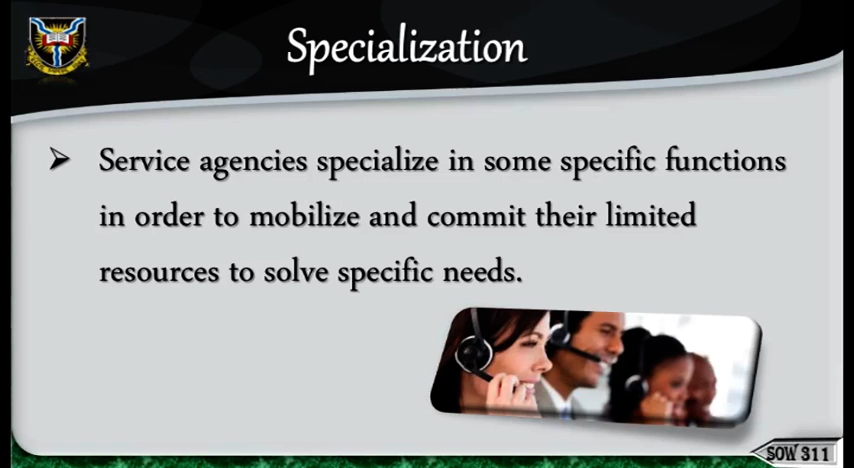 Specialization
➢ Service agencies specialize in some specific functions
in order to mobilize and commit their limited
resources to solve specific needs.
SOW 311